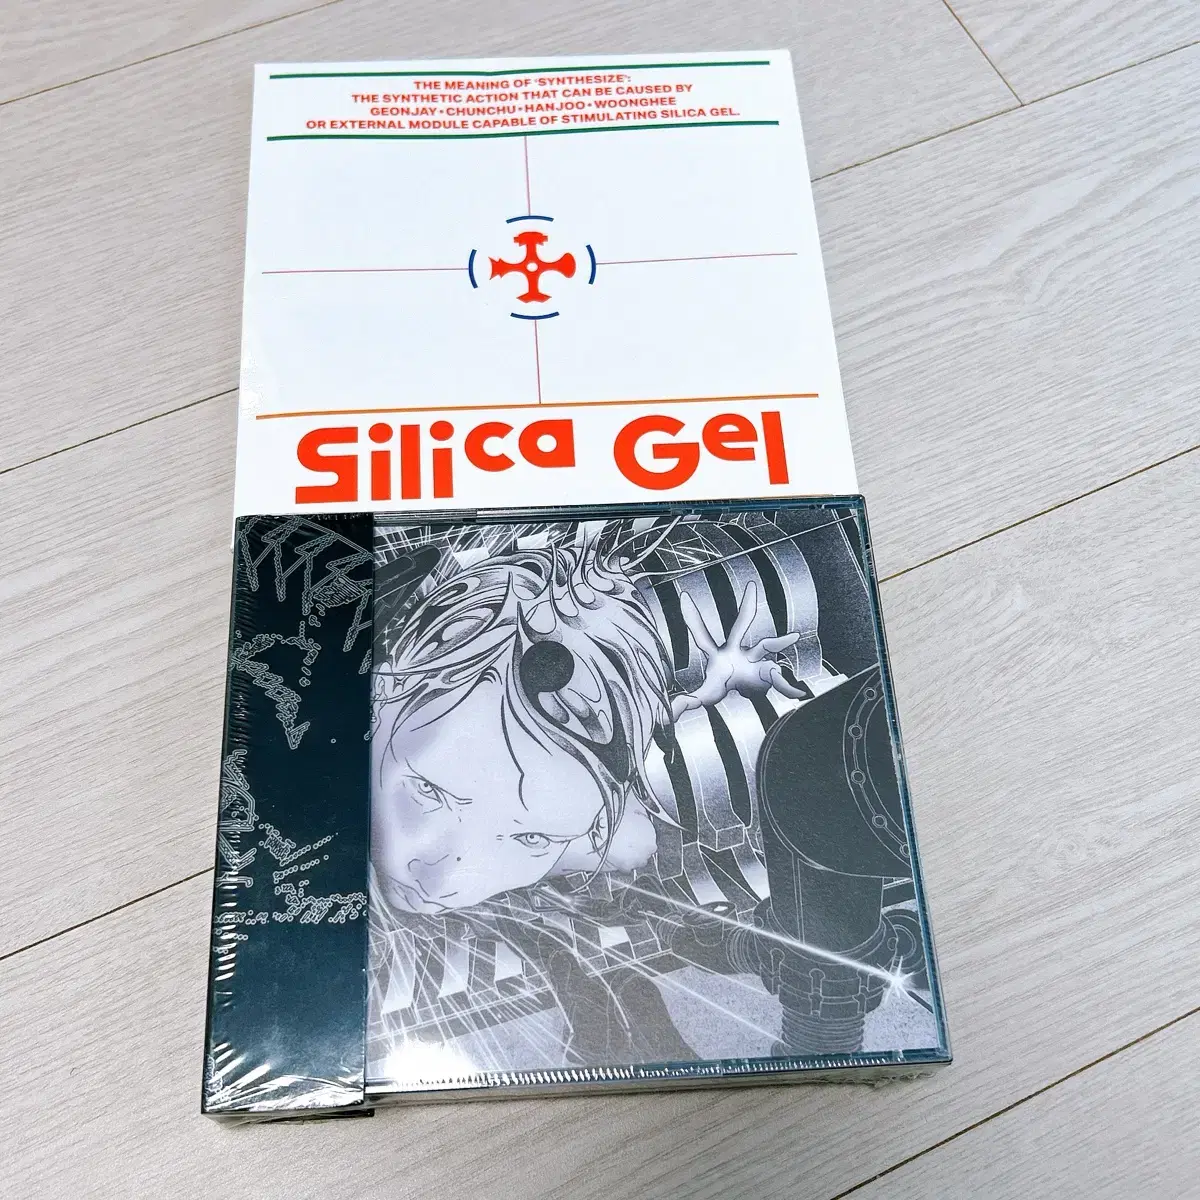 THE MEANING OF 'SYNTHESIZE':
THE SYNTHETIC ACTION THAT CAN BE CAUSED BY
GEONJAY•CHUNCHU•HANJOO•WOONGHEE
OR EXTERNAL MODULE CAPABLE OF STIMULATING SILICA GEL.
Silica Gel